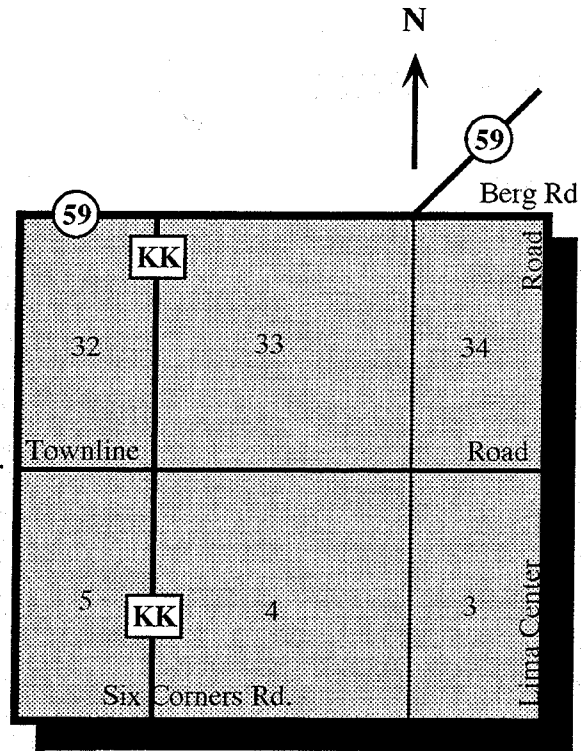 N
59
Berg Rd
59
KK
Road
32
33
34
Townline
Road
5
KK
4
3
Lima Center
Six Corners Rd.